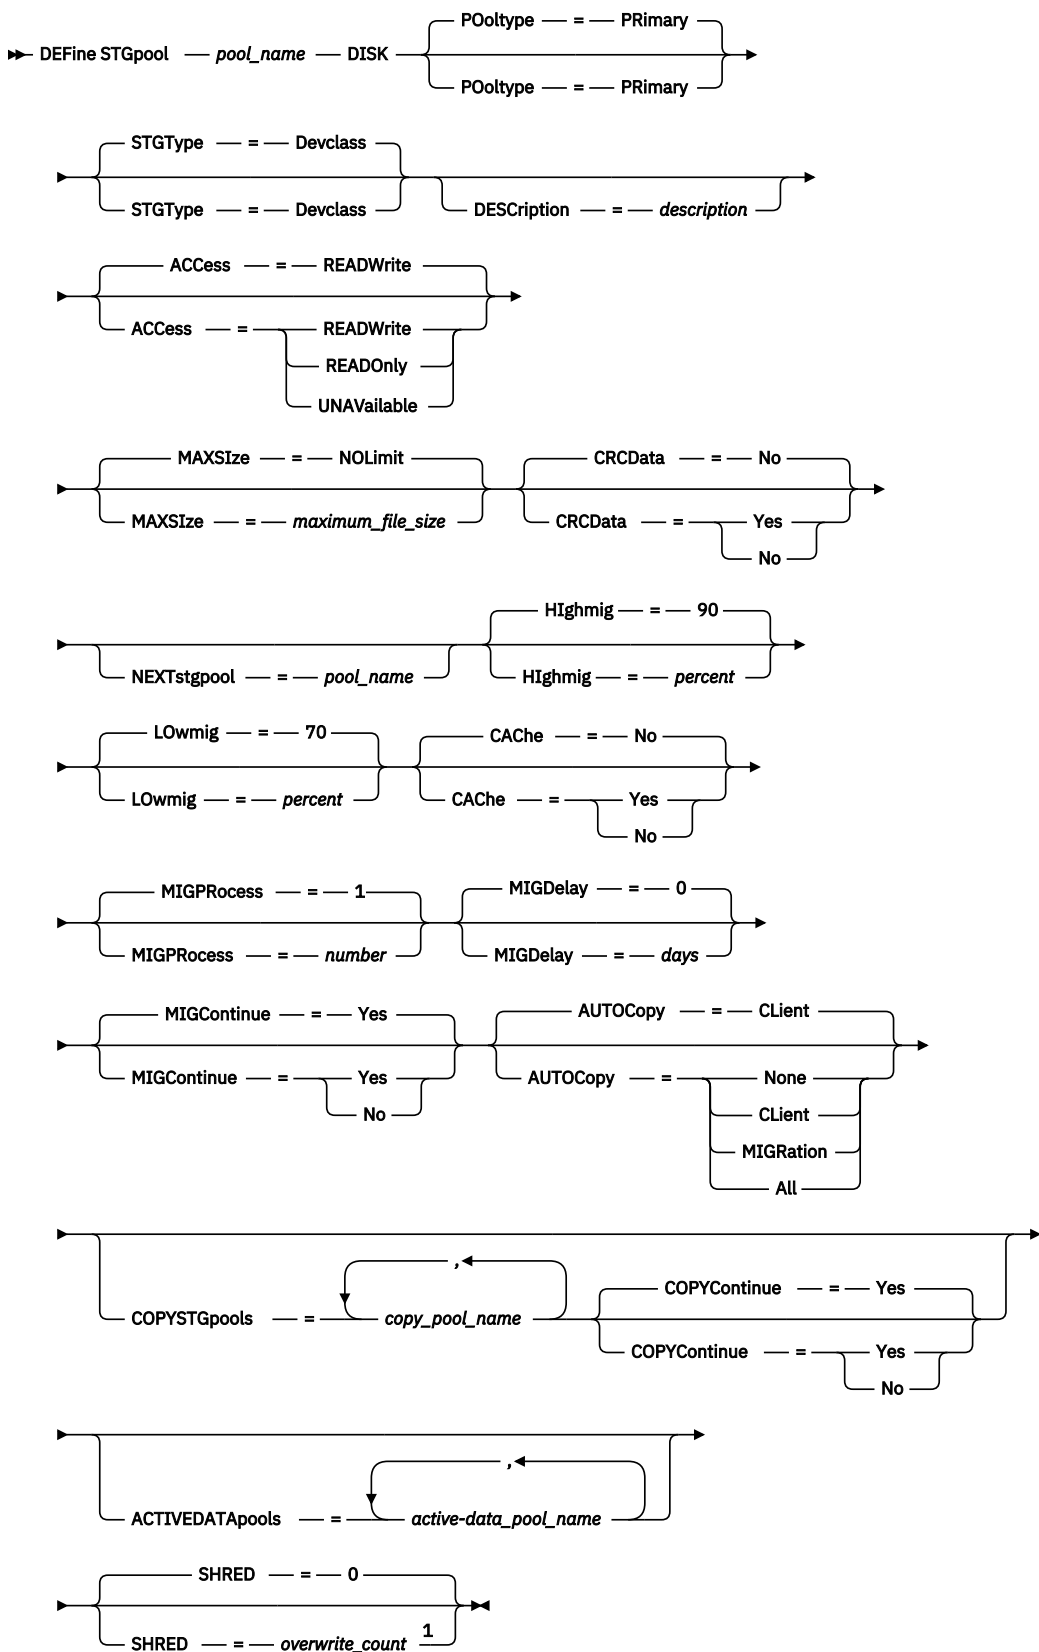 POoltype = PRimary
DEFine STGpool pool_name DISK
POoltype = PRimary
STGType = Devclass
STGType = Devclass
DESCription = description
ACCess = READWrite
ACCess = READWrite
READOnly
UNAVailable
MAXSIze = NOLimit
MAXSIze = maximum_file_size
CRCData = No
CRCData = Yes
No
NEXTstgpool = pool_name
HIghmig = 90
HIghmig = percent
LOwmig = 70
LOwmig = percent
CAChe = No
CAChe = Yes
No
MIGPRocess = 1
MIGPRocess = number
MIGDelay = 0
MIGDelay = days
MIGContinue = Yes
MIGContinue = Yes
No
AUTOCopy = CLient
AUTOCopy = None
CLient
MIGRation
All
COPYSTGpools = copy_pool_name
,
COPYContinue = Yes
COPYContinue = Yes
No
ACTIVEDATApools = active-data_pool_name
,
SHRED = 0
SHRED = overwrite_count 1